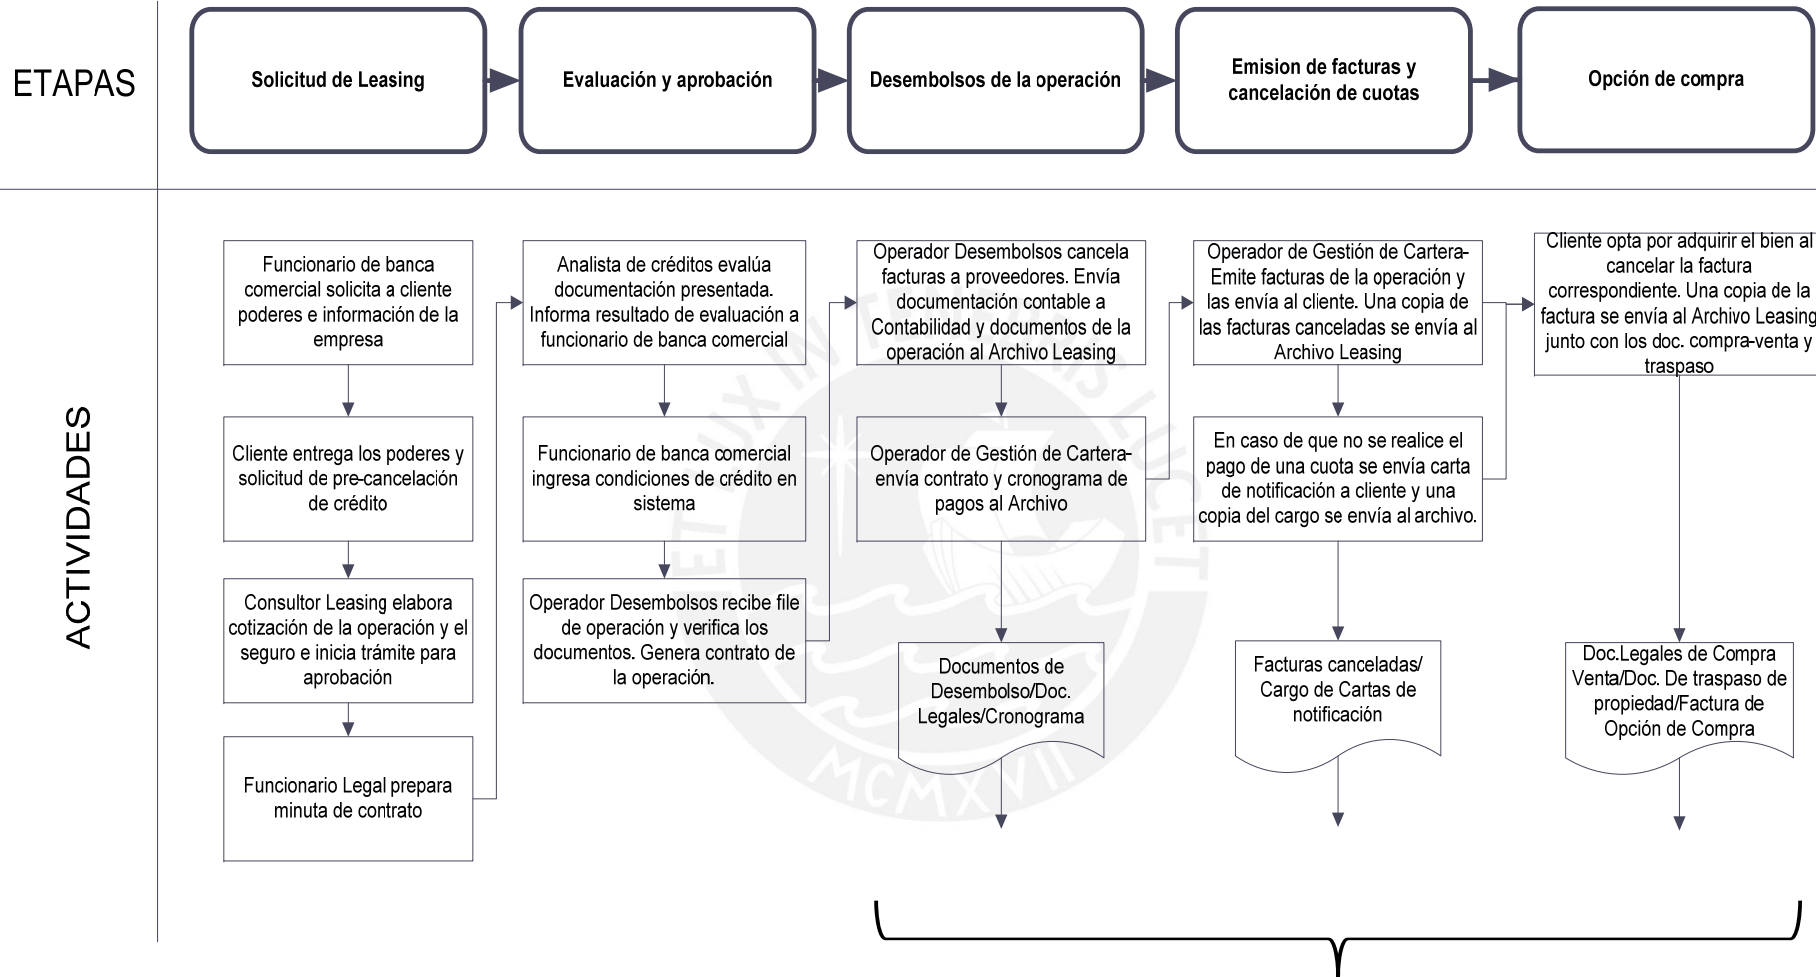 ETAPAS
Solicitud de Leasing
Evaluación y aprobación
Desembolsos de la operación
Emision de facturas y
cancelación de cuotas
Opción de compra
ACTIVIDADES
Funcionario de banca
comercial solicita a cliente
poderes e información de la
empresa
Cliente entrega los poderes y
solicitud de pre-cancelación
de crédito
Consultor Leasing elabora
cotización de la operación y el
seguro e inicia trámite para
aprobación
Funcionario Legal prepara
minuta de contrato
Analista de créditos evalúa
documentación presentada.
Informa resultado de evaluación a
funcionario de banca comercial
Funcionario de banca comercial
ingresa condiciones de crédito en
sistema
Operador Desembolsos recibe file
de operación y verifica los
documentos. Genera contrato de
la operación.
Operador Desembolsos cancela
facturas a proveedores. Envía
documentación contable a
Contabilidad y documentos de la
operación al Archivo Leasing
Operador de Gestión de Cartera-
envía contrato y cronograma de
pagos al Archivo
Documentos de
Desembolso/Doc.
Legales/Cronograma
Operador de Gestión de Cartera-
Emite facturas de la operación y
las envía al cliente. Una copia de
las facturas canceladas se envía al
Archivo Leasing
En caso de que no se realice el
pago de una cuota se envía carta
de notificación a cliente y una
copia del cargo se envía al archivo.
Facturas canceladas/
Cargo de Cartas de
notificación
Cliente opta por adquirir el bien al
cancelar la factura
correspondiente. Una copia de la
factura se envía al Archivo Leasing
junto con los doc. compra-venta y
traspaso
Doc.Legales de Compra
Venta/Doc. De traspaso de
propiedad/Factura de
Opción de Compra
ET LUX IN TENEBRIS LUCET
MCMXVII